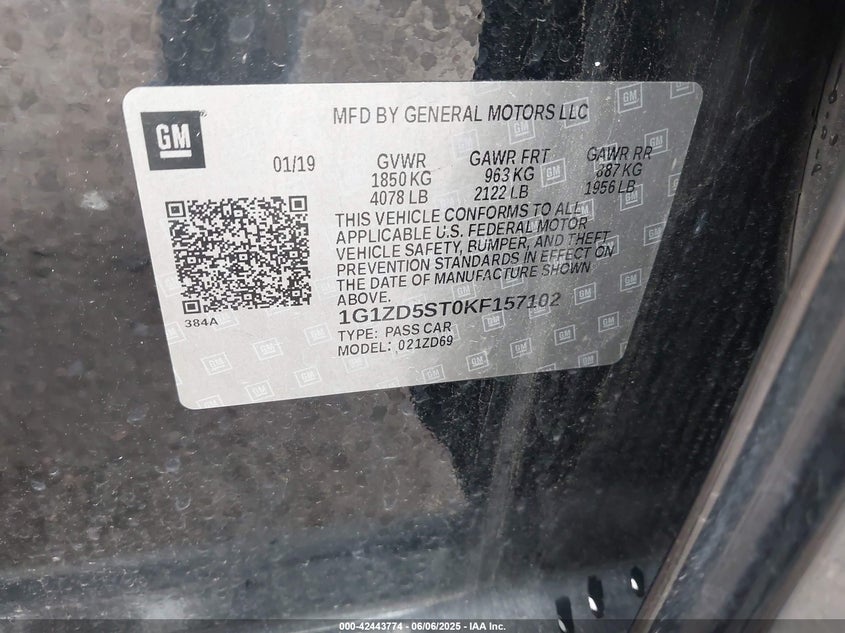 GM
MFD BY GENERAL MOTORS LLC
01/19 GVWR GAWR FRT GAWR RR
1850 KG 963 KG 887 KG
4078 LB 2122 LB 1956 LB
THIS VEHICLE CONFORMS TO ALL
APPLICABLE U.S. FEDERAL MOTOR
VEHICLE SAFETY, BUMPER, AND THEFT
PREVENTION STANDARDS IN EFFECT ON
THE DATE OF MANUFACTURE SHOWN
ABOVE.
384A
1G1ZD5ST0KF157102
TYPE: PASS CAR
MODEL: 021ZD69
000-42443774 | 06/06/2025 - IAA Inc.